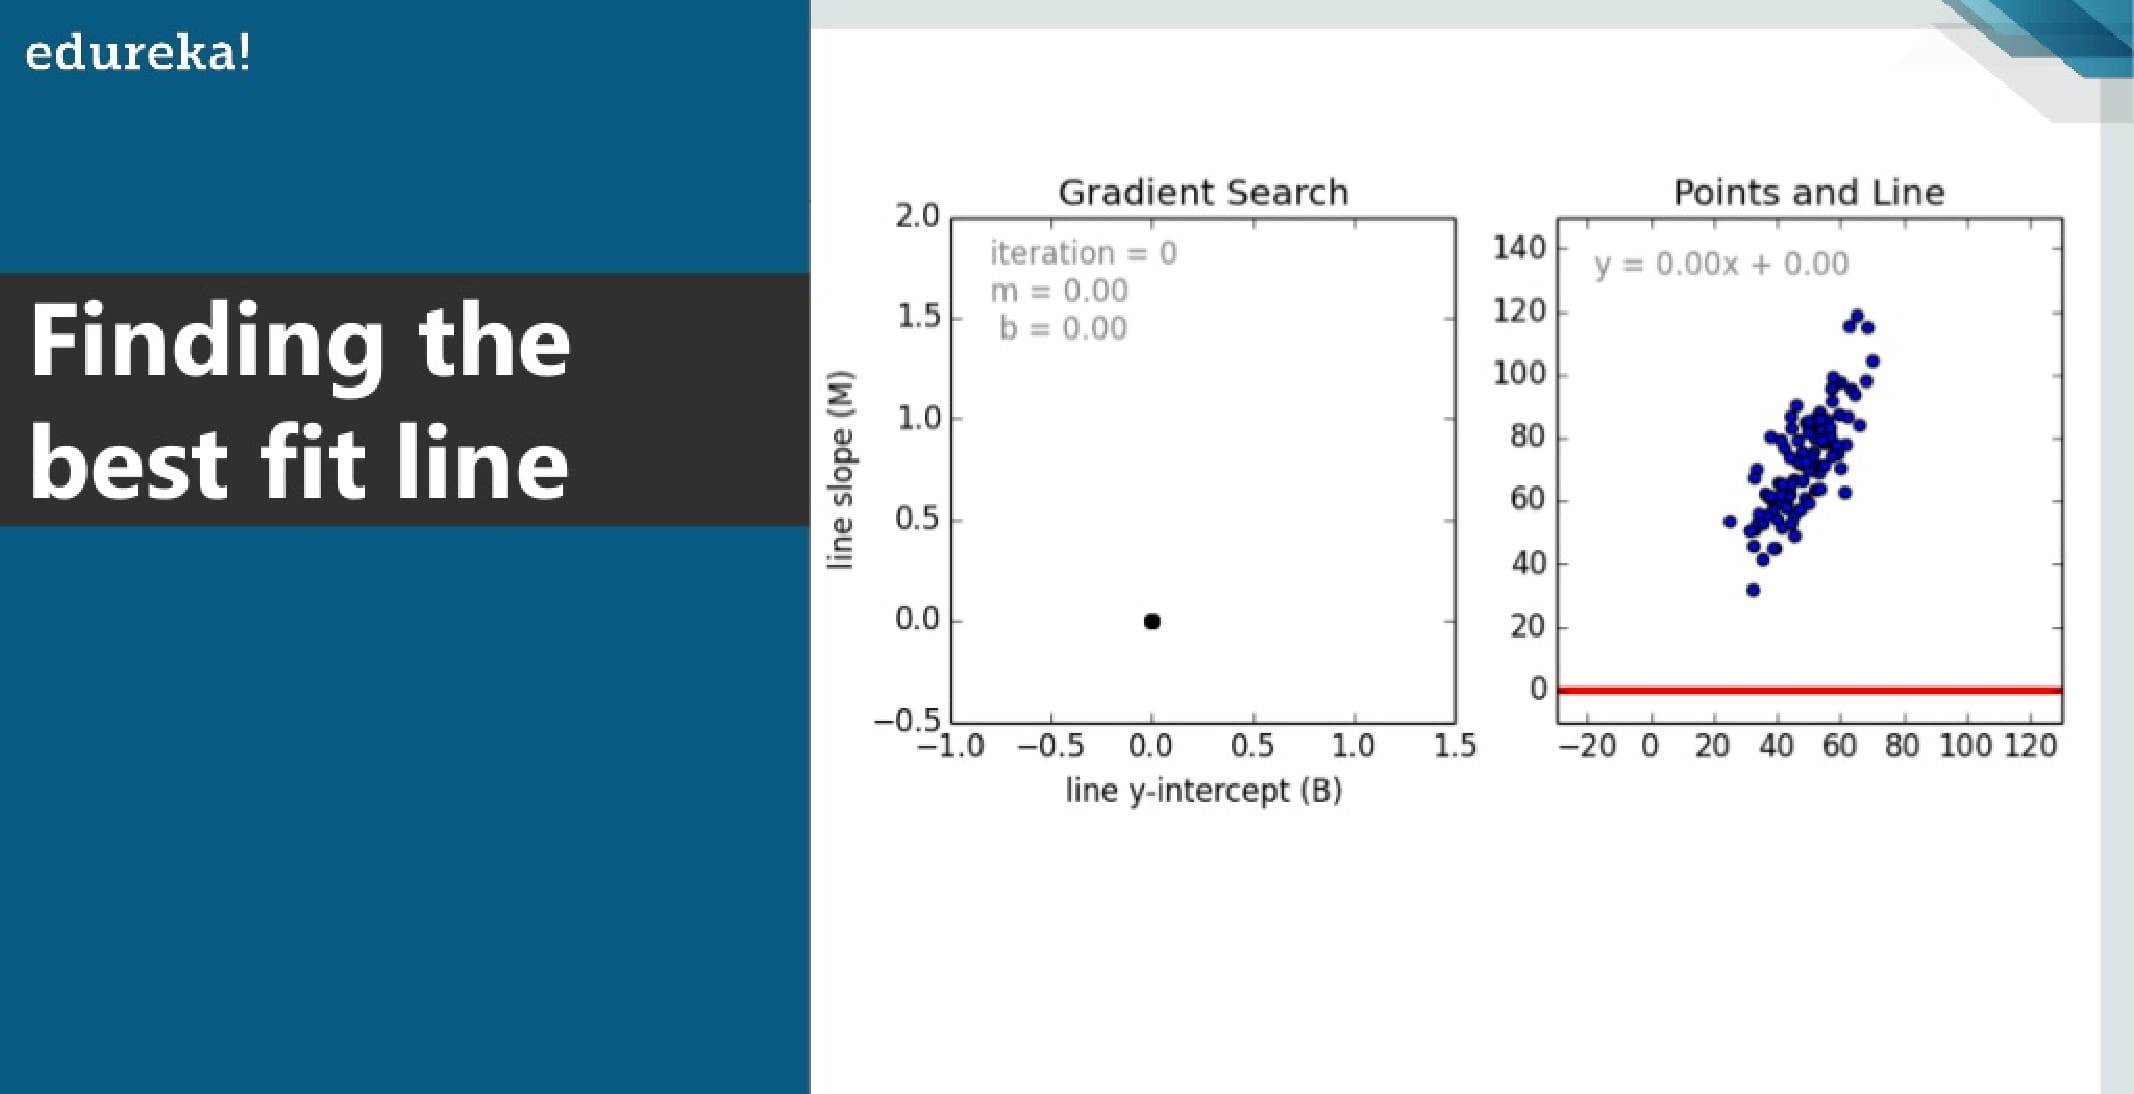 edureka!
Finding the
best fit line
Gradient Search
2.0
1.5
1.0
0.5
0.0
−0.5
iteration = 0
m = 0.00
b = 0.00
line slope (M)
−1.0 −0.5 0.0 0.5 1.0 1.5
line y-intercept (B)
Points and Line
140
120
100
80
60
40
20
0
y = 0.00x + 0.00
−20 0 20 40 60 80 100 120